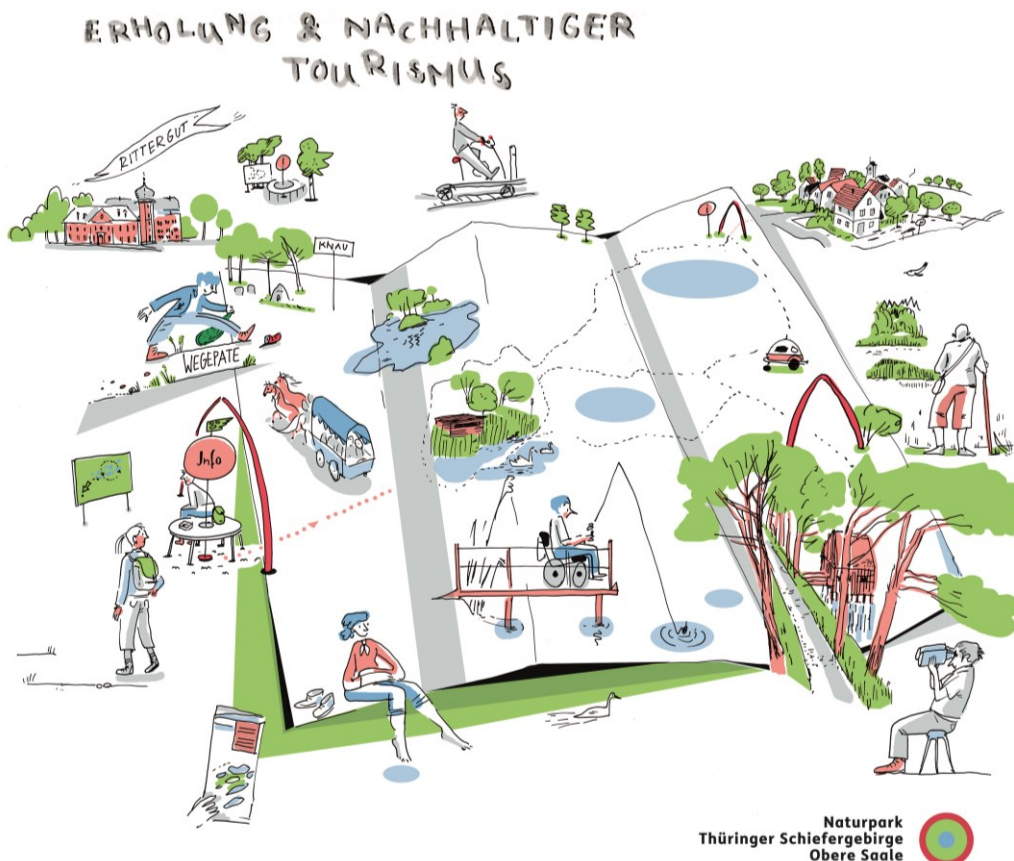 ERHOLUNG & NACHHALTIGER
TOURISMUS
RITTERGUT
KNAU
WEGEPATE
Info
Naturpark
Thüringer Schiefergebirge
Obere Saale